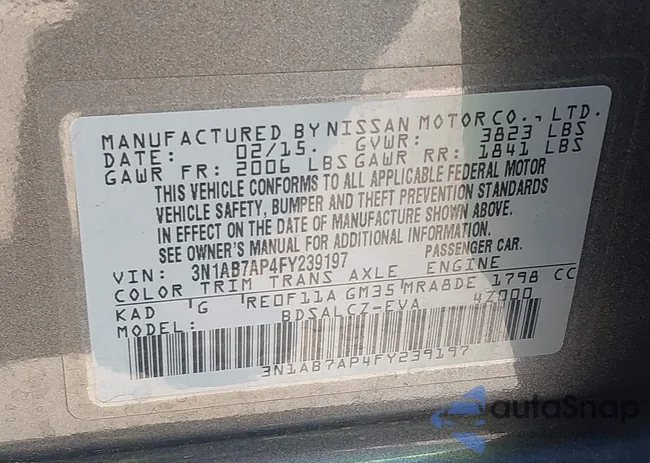 MANUFACTURED BY NISSAN MOTOR CO., LTD.
DATE: 02/15. GVWR: 3823 LBS
GAWR FR: 2006 LBS GAWR RR: 1841 LBS
THIS VEHICLE CONFORMS TO ALL APPLICABLE FEDERAL MOTOR
VEHICLE SAFETY, BUMPER AND THEFT PREVENTION STANDARDS
IN EFFECT ON THE DATE OF MANUFACTURE SHOWN ABOVE.
SEE OWNER'S MANUAL FOR ADDITIONAL INFORMATION.
VIN: 3N1AB7AP4FY239197 PASSENGER CAR.
COLOR TRIM TRANS AXLE ENGINE
KAD G RE0F11A GM35 MRA8DE 1798 CC
MODEL: BDSALCZ-EVA 4Z000
3N1AB7AP4FY239197
autoSnap